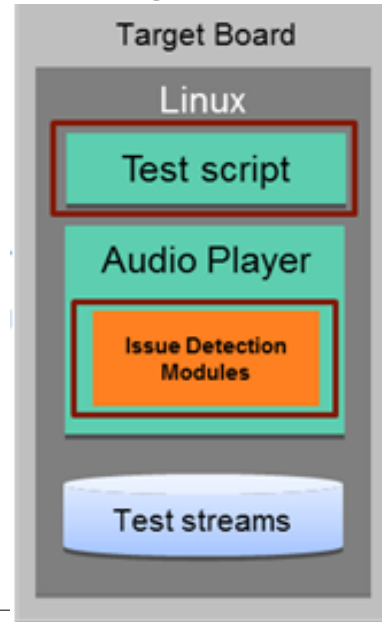 Target Board
Linux
Test script
Audio Player
Issue Detection
Modules
Test streams